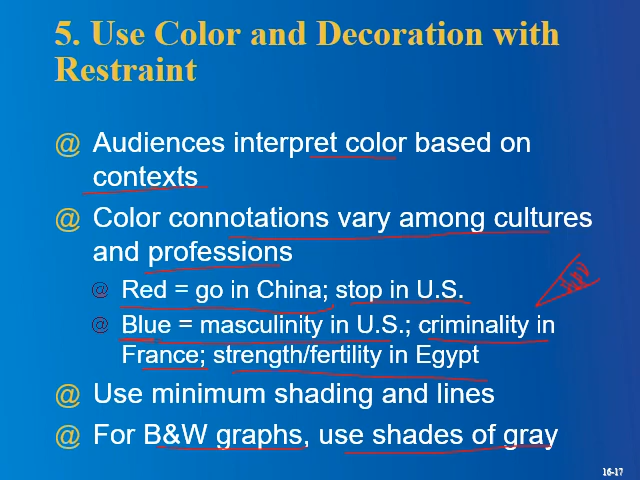 5. Use Color and Decoration with
Restraint
@ Audiences interpret color based on
contexts
@ Color connotations vary among cultures
and professions
@ Red = go in China; stop in U.S.
@ Blue = masculinity in U.S.; criminality in
France; strength/fertility in Egypt
@ Use minimum shading and lines
@ For B&W graphs, use shades of gray
16-17